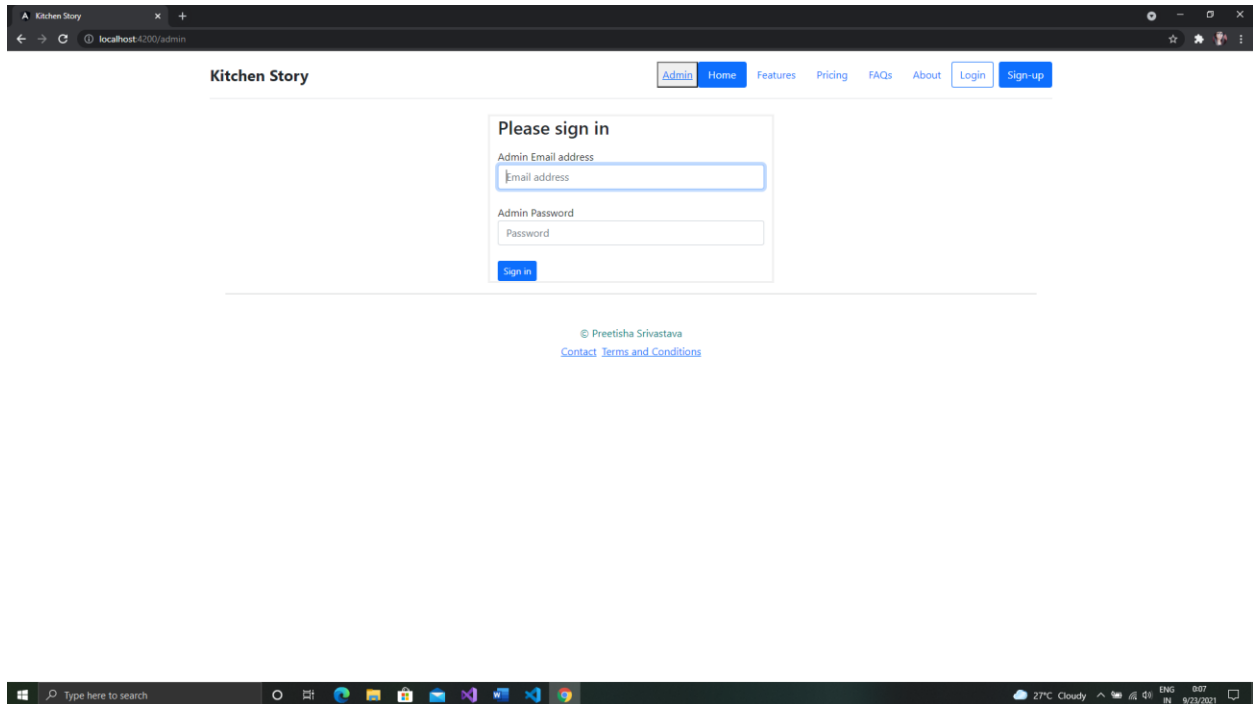 Kitchen Story
localhost:4200/admin
Kitchen Story Admin Home Features Pricing FAQs About Login Sign-up
Please sign in
Admin Email address
Email address
Admin Password
Password
Sign in
© Preetisha Srivastava
Contact Terms and Conditions
Type here to search 27°C Cloudy ENG 0:07
IN 9/23/2021